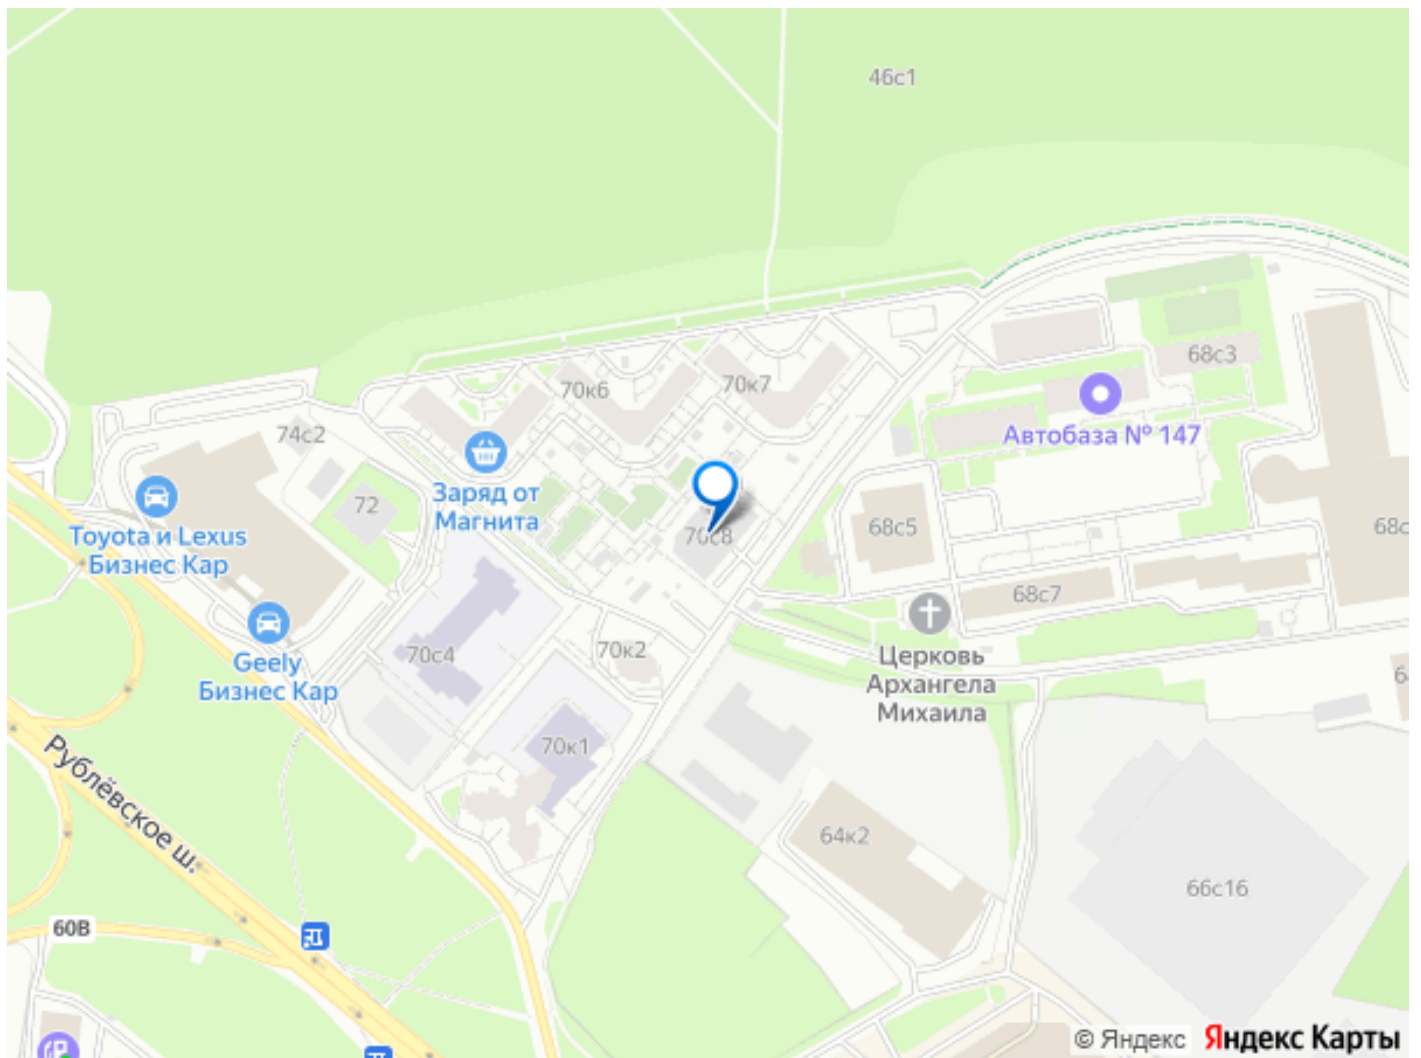 46с1
68с3
70к6
70к7
74с2
Автобаза № 147
Заряд от
Магнита
72
Toyota и Lexus
Бизнес Кар
70с8
68с5
68с7
Geely
Бизнес Кар
70с4
70к2
Церковь
Архангела
Михаила
70к1
Рублёвское ш.
64к2
66с16
60В
© Яндекс Яндекс Карты